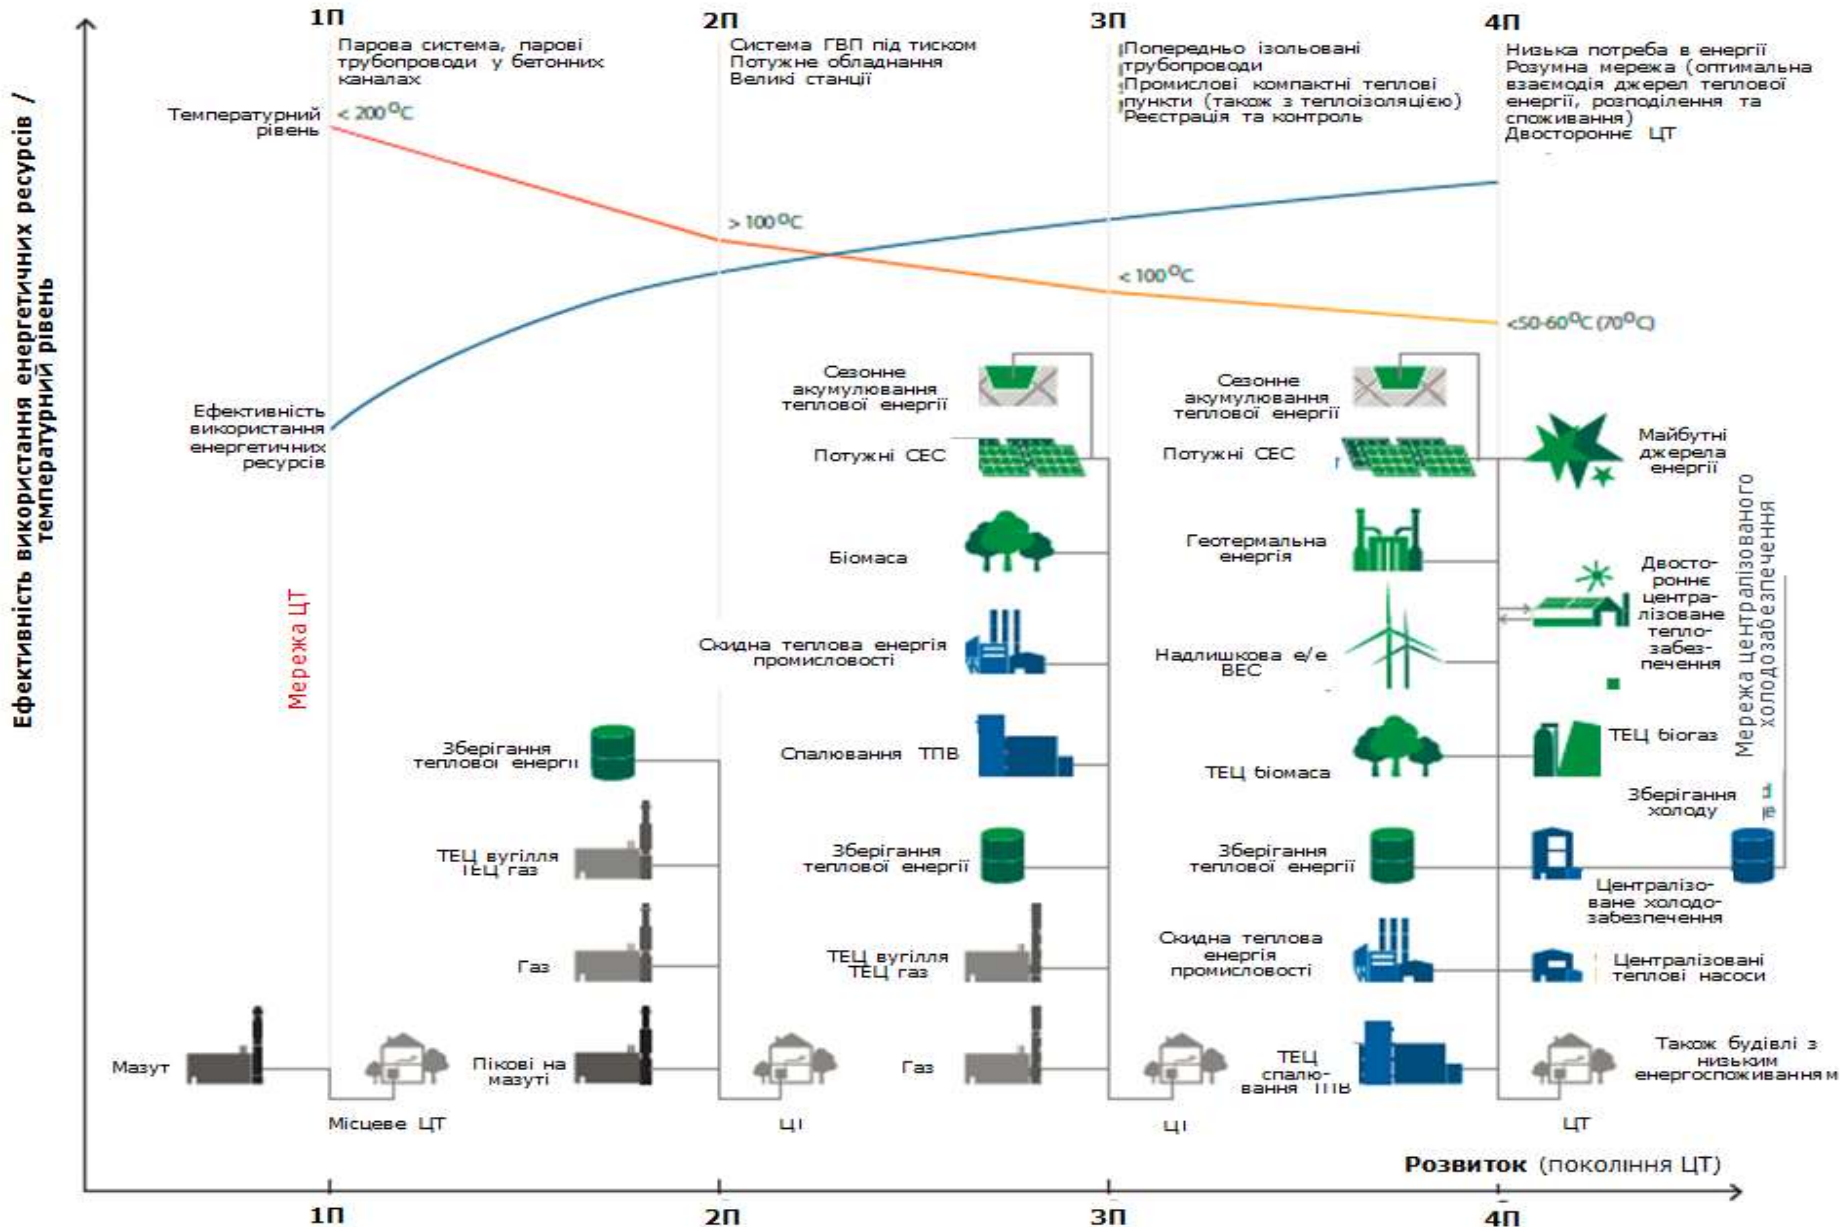 1П
2П
3П
4П
Парова система, парові
трубопроводи у бетонних
каналах
Система ГВП під тиском
Потужне обладнання
Великі станції
Попередньо ізольовані
трубопроводи
Промислові компактні теплові
пункти (також з теплоізоляцією)
Реєстрація та контроль
Низька потреба в енергії
Розумна мережа (оптимальна
взаємодія джерел теплової
енергії, розподілення та
споживання)
Двостороннє ЦТ
Ефективність використання енергетичних ресурсів /
температурний рівень
Температурний
рівень
< 200 °C
> 100 °C
< 100 °C
<50-60°C (70°C)
Ефективність
використання
енергетичних
ресурсів
Мережа ЦТ
Мазут
Місцеве ЦТ
Зберігання
теплової енергії
ТЕЦ вугілля
ТЕЦ газ
Газ
Пікові на
мазуті
Сезонне
акумулювання
теплової енергії
Потужні СЕС
Біомаса
Скидна теплова енергія
промисловості
Спалювання ТПВ
Зберігання
теплової енергії
ТЕЦ вугілля
ТЕЦ газ
Газ
Сезонне
акумулювання
теплової енергії
Потужні СЕС
Геотермальна
енергія
Надлишкова е/е
ВЕС
ТЕЦ біомаса
Зберігання
теплової енергії
Скидна теплова
енергія
промисловості
ТЕЦ
спалю-
вання ТПВ
Майбутні
джерела
енергії
Двосто-
роннє
центра-
лізоване
тепло-
забез-
печення
Мережа централізованого
холодозабезпечення
ТЕЦ біогаз
Зберігання
холоду
Централізо-
ване холодо-
забезпечення
Централізовані
теплові насоси
Також будівлі з
низьким
енергоспоживанням
ЦТ
Розвиток (покоління ЦТ)
1П
2П
3П
4П